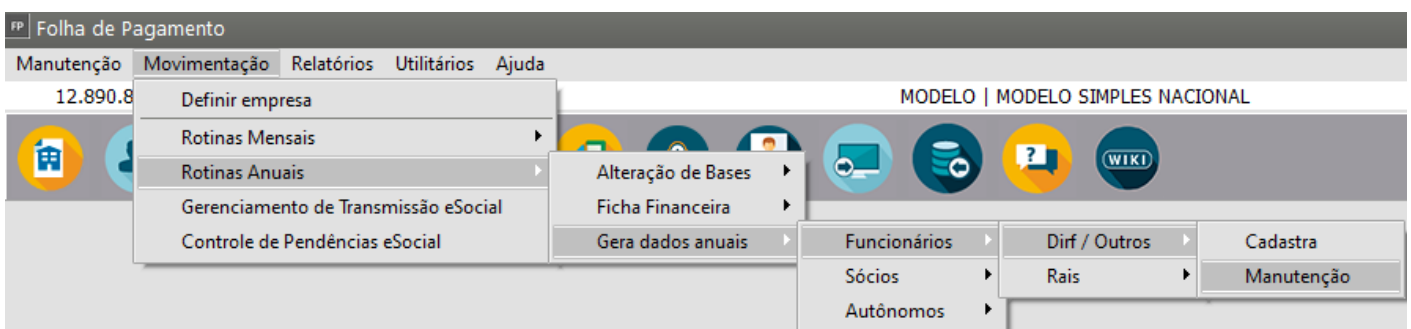 FP Folha de Pagamento
Manutenção Movimentação Relatórios Utilitários Ajuda
12.890.8 MODELO | MODELO SIMPLES NACIONAL
Definir empresa
Rotinas Mensais
Rotinas Anuais
Gerenciamento de Transmissão eSocial
Controle de Pendências eSocial
Alteração de Bases
Ficha Financeira
Gera dados anuais
Funcionários
Sócios
Autônomos
Dirf / Outros
Rais
Cadastra
Manutenção
?
WIKI